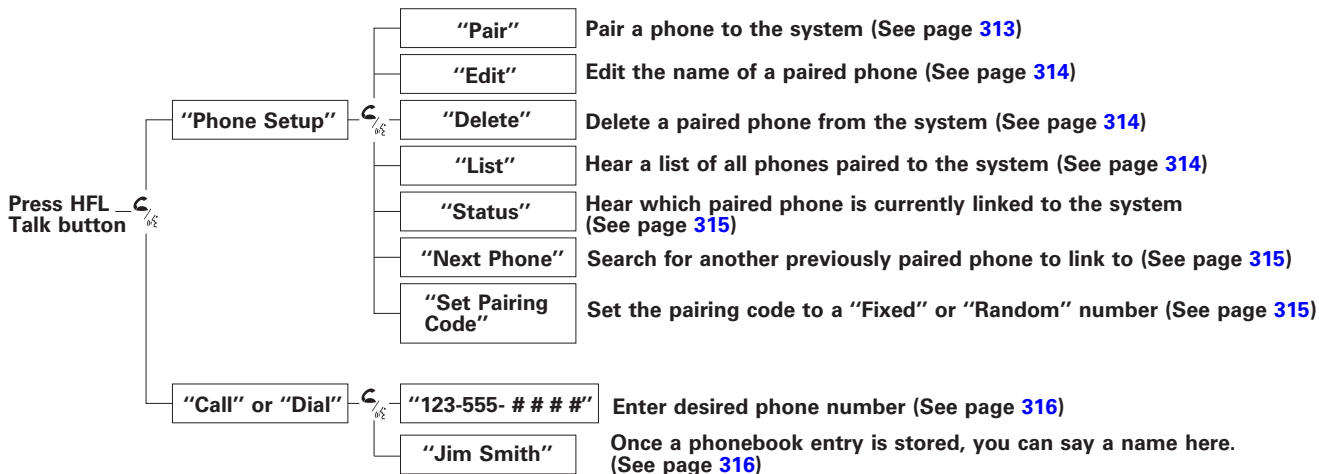 "Pair" Pair a phone to the system (See page 313)
"Edit" Edit the name of a paired phone (See page 314)
"Phone Setup" "Delete" Delete a paired phone from the system (See page 314)
"List" Hear a list of all phones paired to the system (See page 314)
Press HFL
Talk button
"Status" Hear which paired phone is currently linked to the system
(See page 315)
"Next Phone" Search for another previously paired phone to link to (See page 315)
"Set Pairing
Code" Set the pairing code to a "Fixed" or "Random" number (See page 315)
"Call" or "Dial" "123-555- # # # #" Enter desired phone number (See page 316)
"Jim Smith" Once a phonebook entry is stored, you can say a name here.
(See page 316)